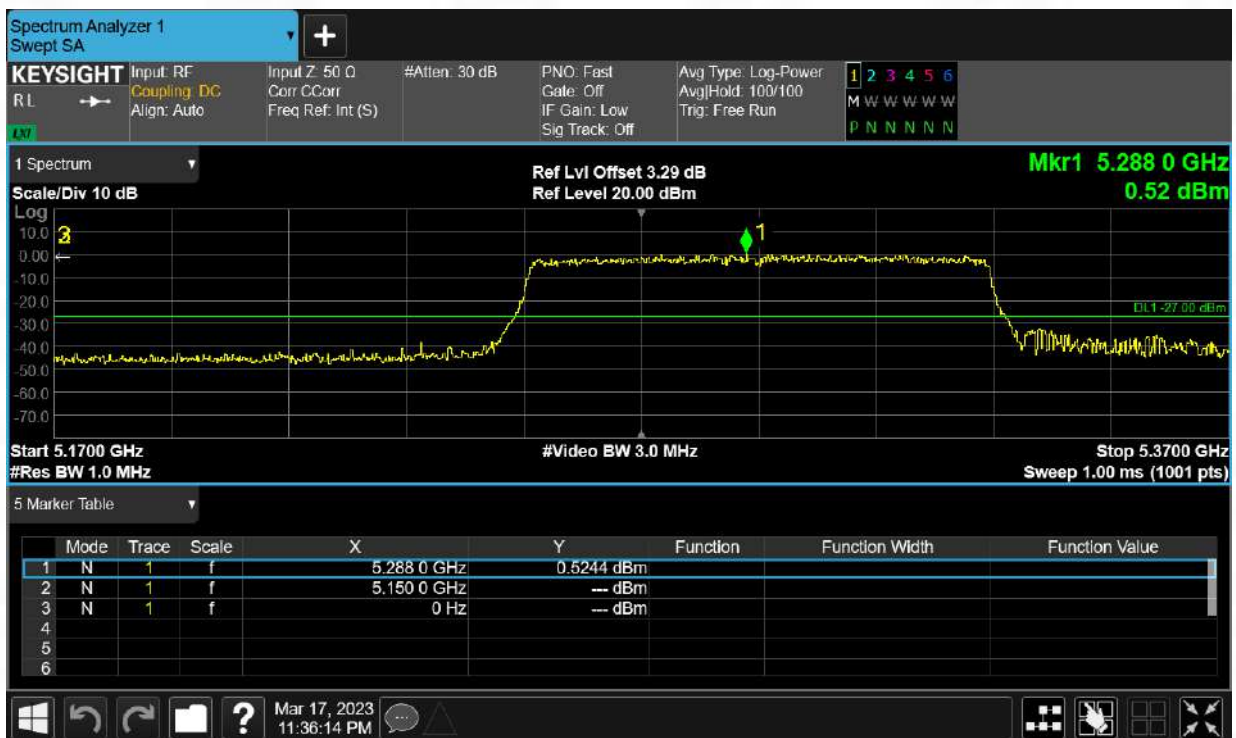 Spectrum Analyzer 1
Swept SA
+
KEYSIGHT
RL
LXI
Input: RF
Coupling: DC
Align: Auto
Input Z: 50 Ω
Corr CCorr
Freq Ref: Int (S)
#Atten: 30 dB
PNO: Fast
Gate: Off
IF Gain: Low
Sig Track: Off
Avg Type: Log-Power
Avg|Hold: 100/100
Trig: Free Run
1 2 3 4 5 6
M W W W W W
P N N N N N
1 Spectrum
Scale/Div 10 dB
Ref Lvl Offset 3.29 dB
Ref Level 20.00 dBm
Mkr1 5.288 0 GHz
0.52 dBm
Log
10.0
0.00
-10.0
-20.0
-30.0
-40.0
-50.0
-60.0
-70.0
1
DL1 -27.00 dBm
Start 5.1700 GHz
#Video BW 3.0 MHz
Stop 5.3700 GHz
#Res BW 1.0 MHz
Sweep 1.00 ms (1001 pts)
5 Marker Table
Mode Trace Scale X Y Function Function Width Function Value
1 N 1 f 5.288 0 GHz 0.5244 dBm
2 N 1 f 5.150 0 GHz --- dBm
3 N 1 f 0 Hz --- dBm
4
5
6
?
Mar 17, 2023
11:36:14 PM